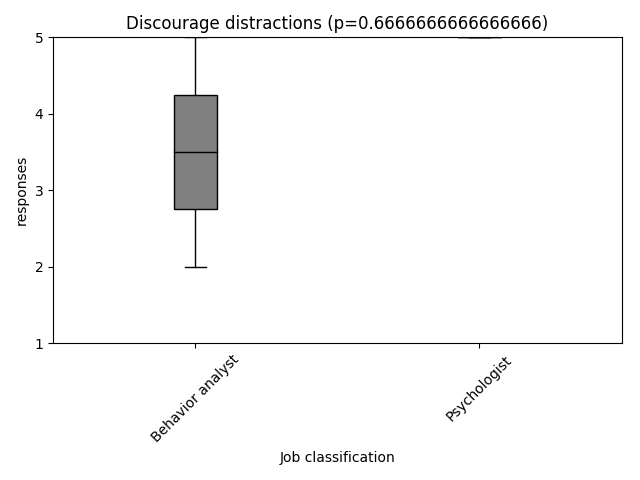 Discourage distractions (p=0.6666666666666666)
5
4
3
2
1
responses
Behavior analyst
Psychologist
Job classification